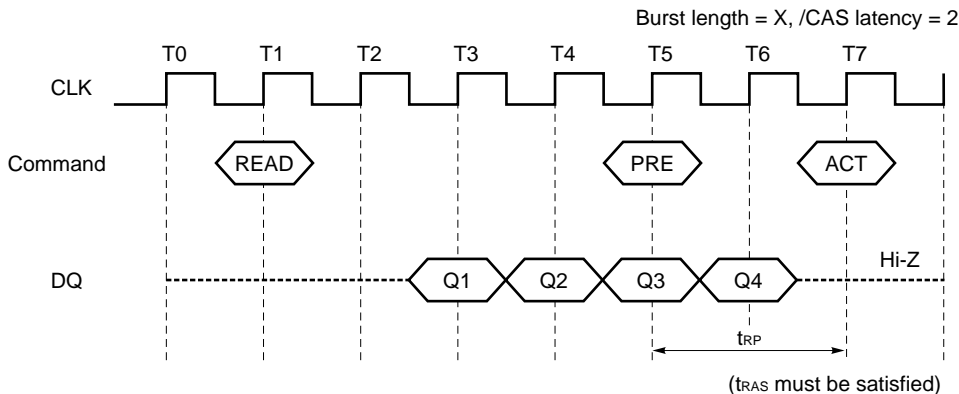 Burst length = X, /CAS latency = 2
T0 T1 T2 T3 T4 T5 T6 T7
CLK
Command READ PRE ACT
Hi-Z
DQ Q1 Q2 Q3 Q4
tRP
(tRAS must be satisfied)